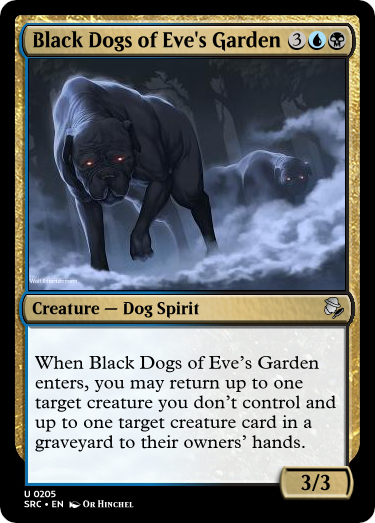 Black Dogs of Eve's Garden 3
Creature — Dog Spirit
When Black Dogs of Eve's Garden
enters, you may return up to one
target creature you don't control and
up to one target creature card in a
graveyard to their owners' hands.
3/3
U 0205
SRC • EN Or Hinchel